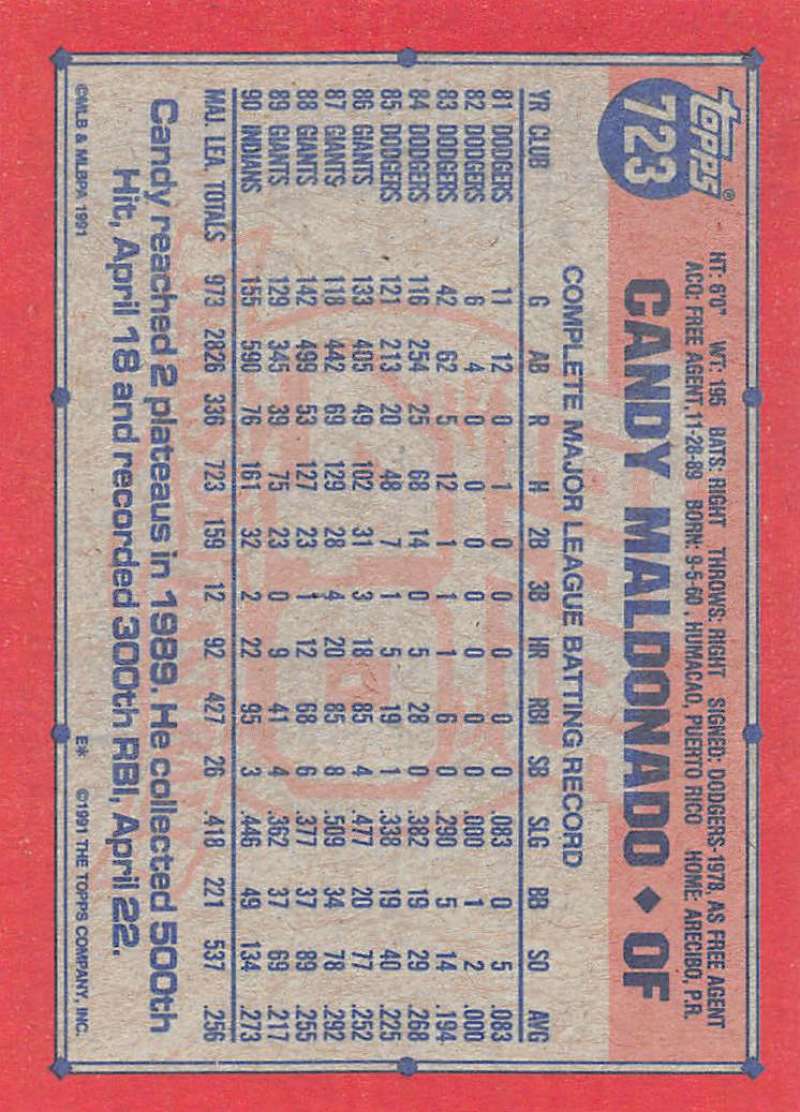 topps®
723
HT: 6'0" WT: 195 BATS: RIGHT THROWS: RIGHT SIGNED: DODGERS-1978, AS FREE AGENT
ACQ: FREE AGENT, 11-28-89 BORN: 9-5-60, HUMACAO, PUERTO RICO HOME: ARECIBO, P.R.
CANDY MALDONADO ◆ OF
COMPLETE MAJOR LEAGUE BATTING RECORD
YR CLUB G AB R H 2B 3B HR RBI SB SLG BB SO AVG
81 DODGERS 11 12 0 1 0 0 0 0 0 .083 0 5 .083
82 DODGERS 6 4 0 0 0 0 0 0 0 .000 1 2 .000
83 DODGERS 42 62 5 12 1 1 1 6 0 .290 5 14 .194
84 DODGERS 116 254 25 68 14 0 5 28 0 .382 19 29 .268
85 DODGERS 121 213 20 48 7 1 5 19 1 .338 19 40 .225
86 GIANTS 133 405 49 102 31 3 18 85 4 .477 20 77 .252
87 GIANTS 118 442 69 129 28 4 20 85 8 .509 34 78 .292
88 GIANTS 142 499 53 127 23 1 12 68 6 .377 37 89 .255
89 GIANTS 129 345 39 75 23 0 9 41 4 .362 37 69 .217
90 INDIANS 155 590 76 161 32 2 22 95 3 .446 49 134 .273
MAJ. LEA. TOTALS 973 2826 336 723 159 12 92 427 26 .418 221 537 .256
Candy reached 2 plateaus in 1989. He collected 500th
Hit, April 18 and recorded 300th RBI, April 22.
©MLB & MLBPA 1991 E* ©1991 THE TOPPS COMPANY, INC.